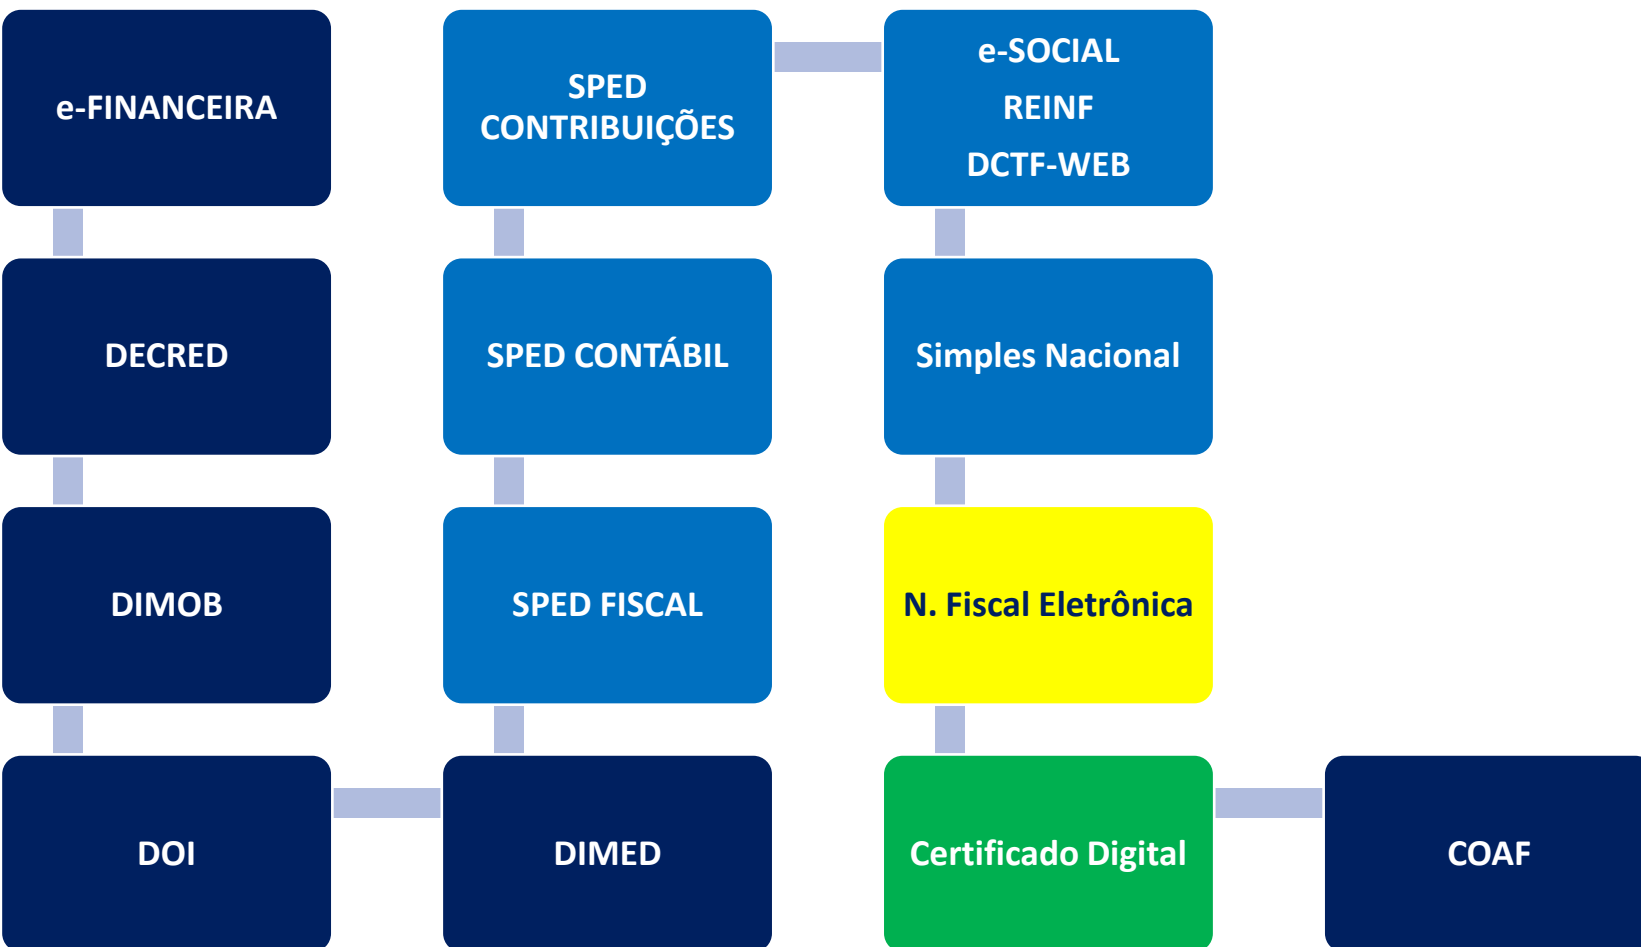 e-FINANCEIRA
DECRED
DIMOB
DOI
DIMED
SPED FISCAL
SPED CONTÁBIL
SPED
CONTRIBUIÇÕES
e-SOCIAL
REINF
DCTF-WEB
Simples Nacional
N. Fiscal Eletrônica
Certificado Digital
COAF